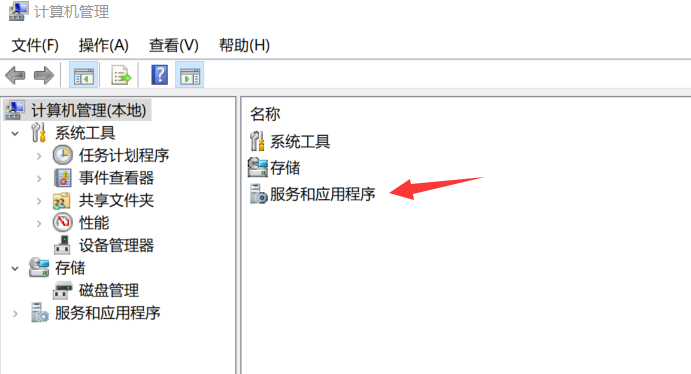 计算机管理
文件(F) 操作(A) 查看(V) 帮助(H)
计算机管理(本地)
系统工具
任务计划程序
事件查看器
共享文件夹
性能
设备管理器
存储
磁盘管理
服务和应用程序
名称
系统工具
存储
服务和应用程序